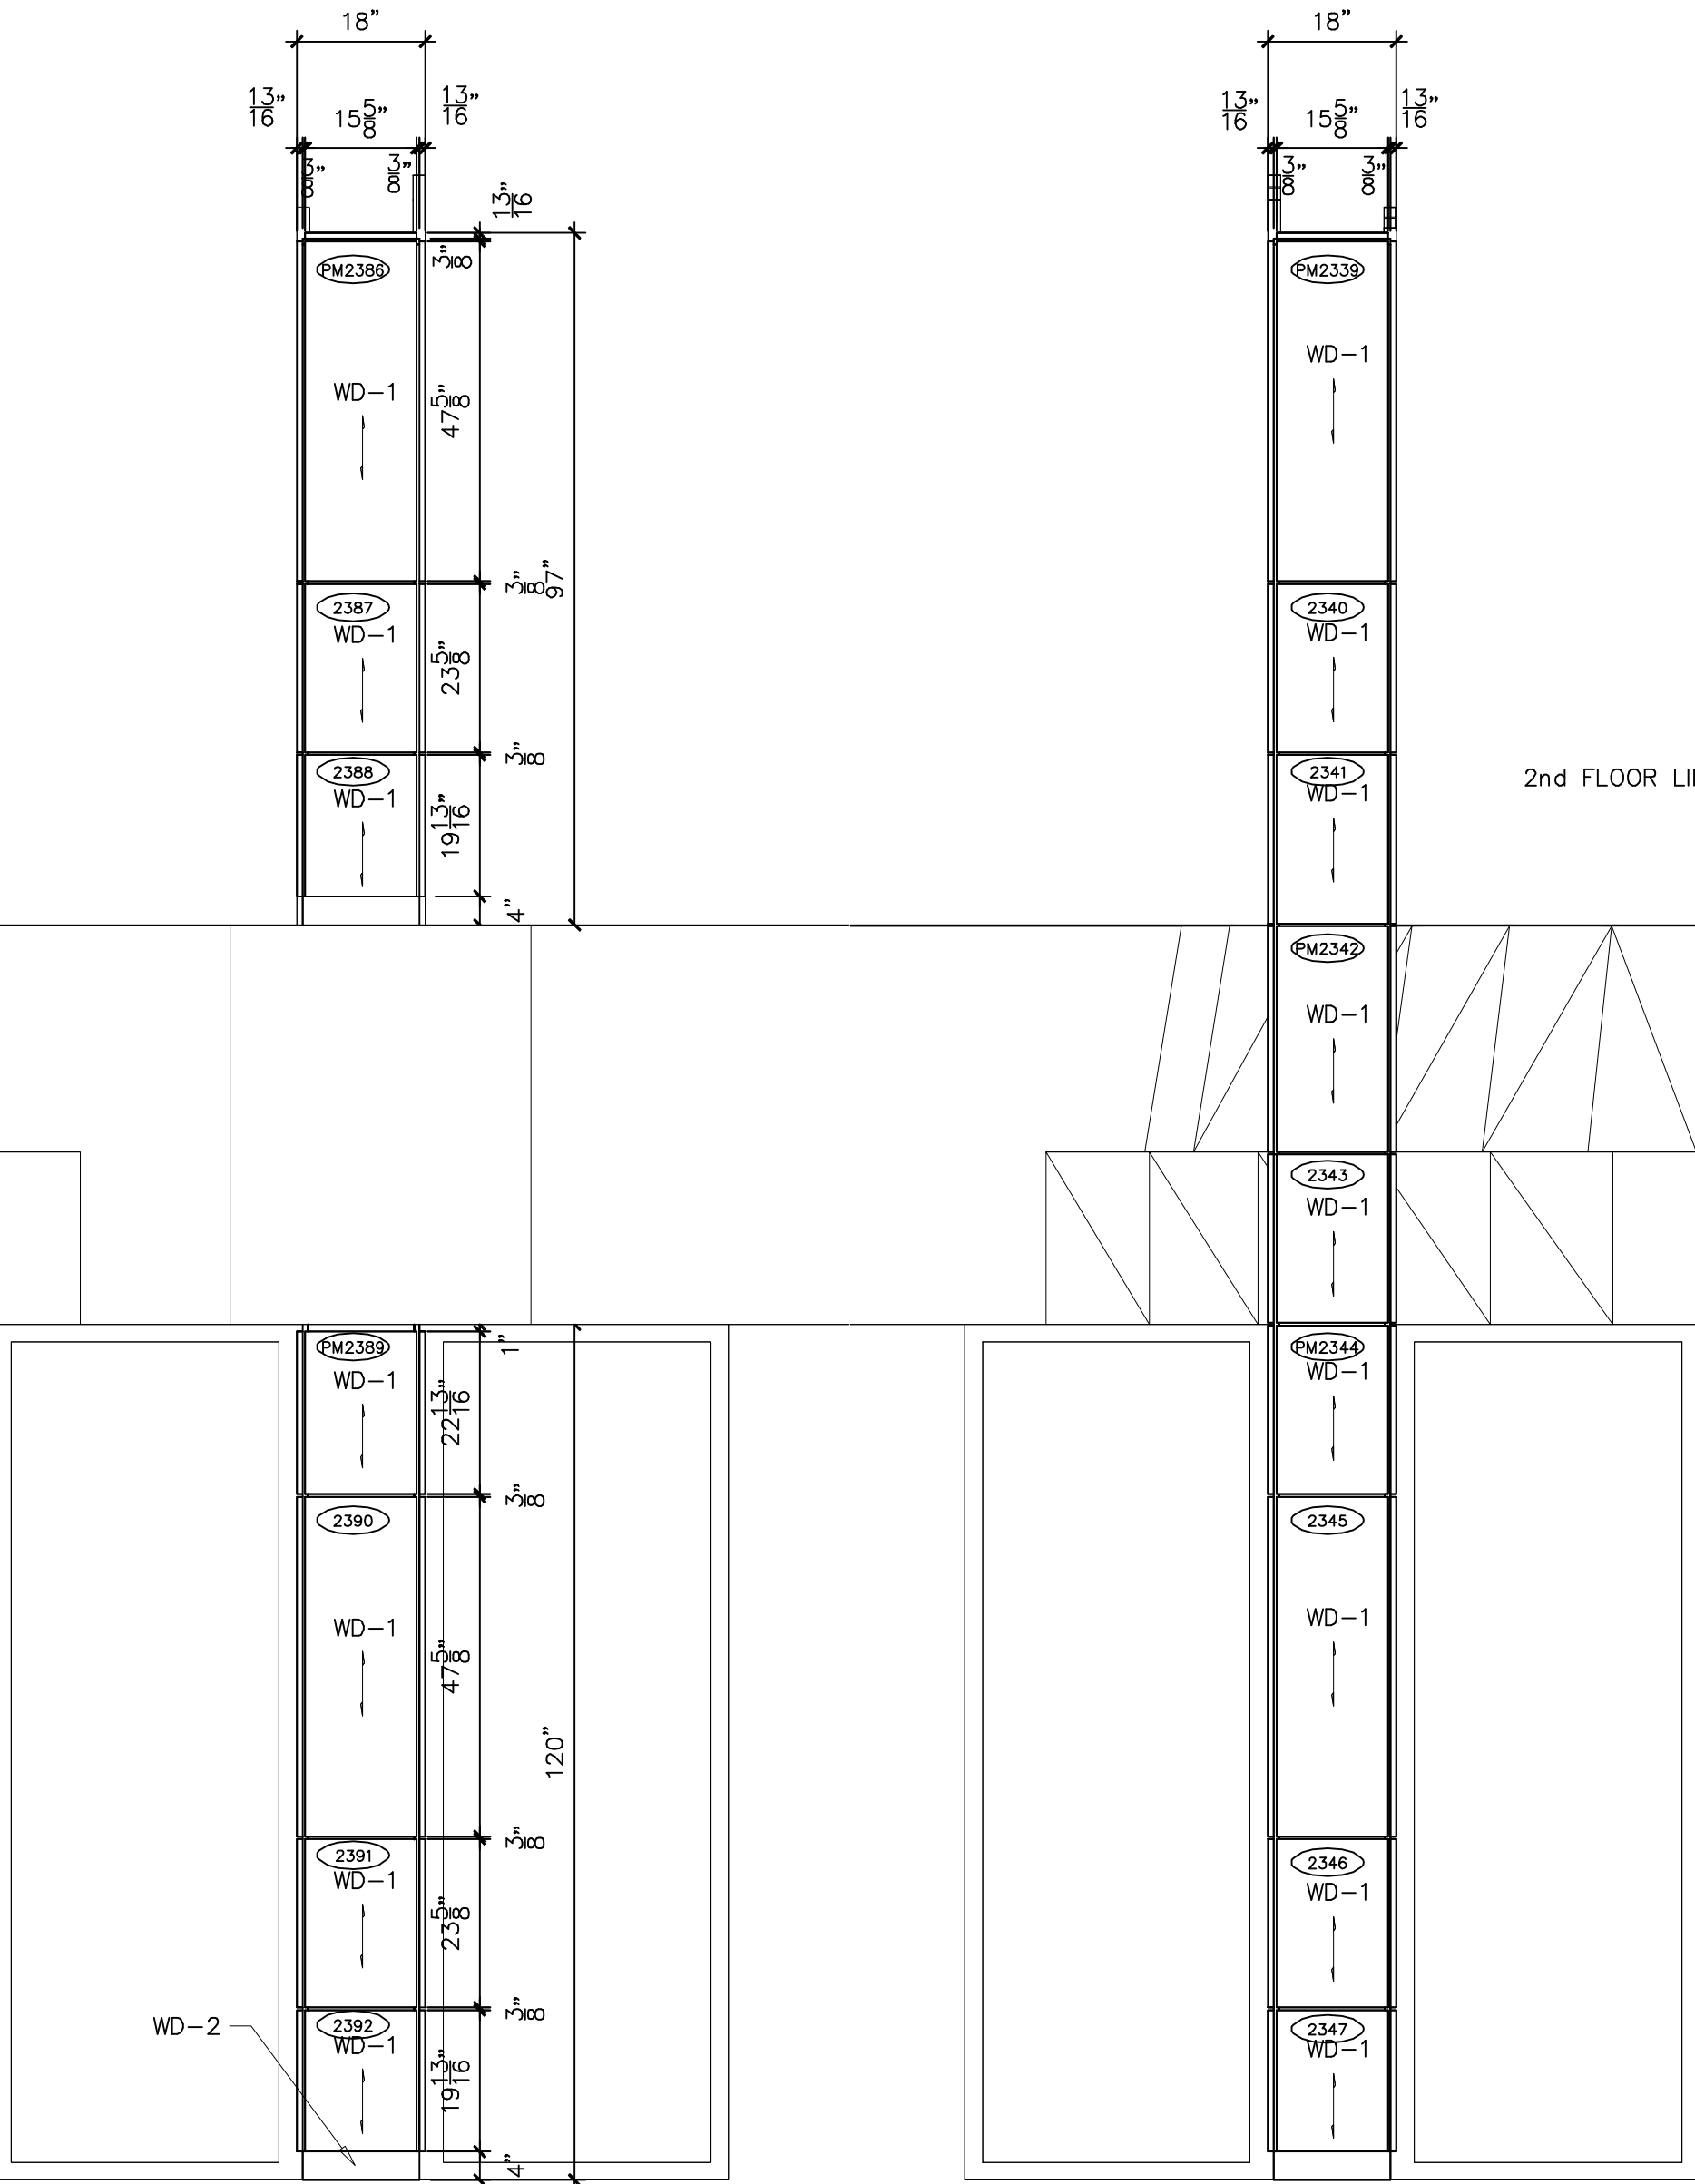 18" 18"
13/16" 15 5/8" 13/16" 13/16" 15 5/8" 13/16"
3/8" 3/8" 3/8" 3/8"
13/16"
PM2386 3/8" PM2339
WD-1
WD-1 47 5/8"
3/8" 97"
2387 2340
WD-1 23 5/8" WD-1
3/8"
2388 2341
WD-1 19 13/16" WD-1
2nd FLOOR
4"
PM2342
WD-1
2343
WD-1
PM2389 1" PM2344
WD-1 22 13/16" WD-1
3/8"
2390 2345
WD-1 47 5/8" WD-1
120"
3/8"
2391 2346
WD-1 23 5/8" WD-1
3/8"
WD-2 2392 2347
WD-1 19 13/16" WD-1
4"